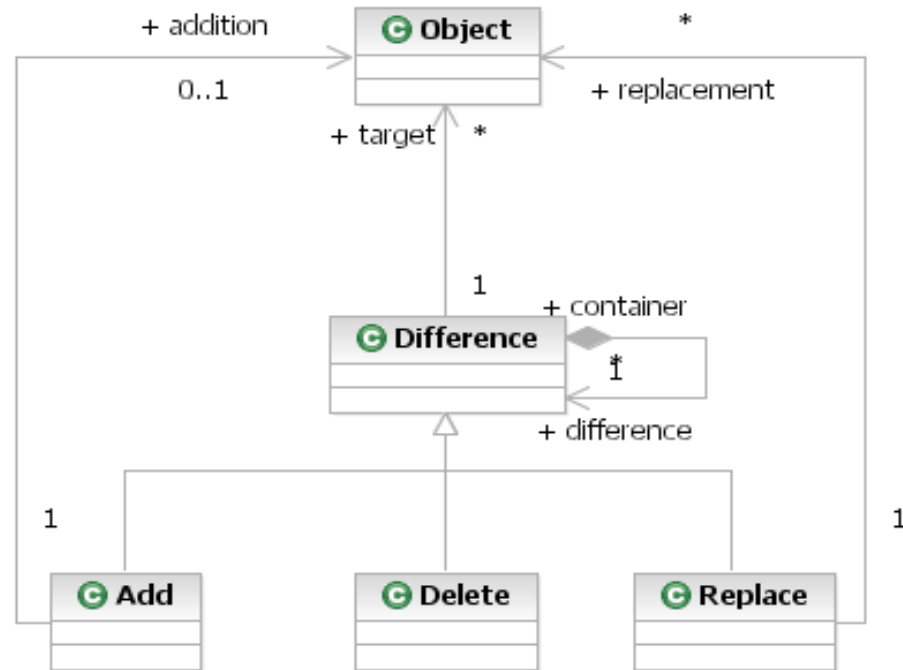 + addition
C Object
*
0..1
+ replacement
+ target
*
1
+ container
C Difference
*
1
+ difference
1
1
C Add
C Delete
C Replace